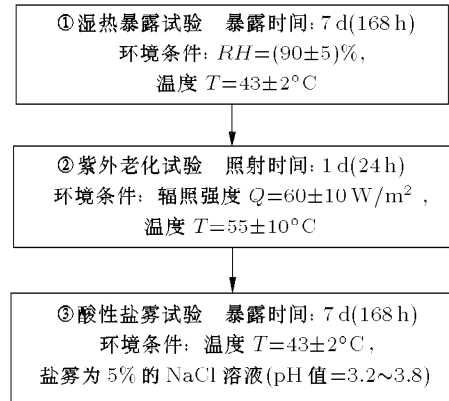 ①湿热暴露试验 暴露时间: 7 d(168 h)
环境条件: RH=(90±5)%,
温度 T=43±2°C
②紫外老化试验 照射时间: 1 d(24 h)
环境条件: 辐照强度 Q=60±10 W/m² ,
温度 T=55±10°C
③酸性盐雾试验 暴露时间: 7 d(168 h)
环境条件: 温度 T=43±2°C,
盐雾为 5% 的 NaCl 溶液(pH 值=3.2~3.8)